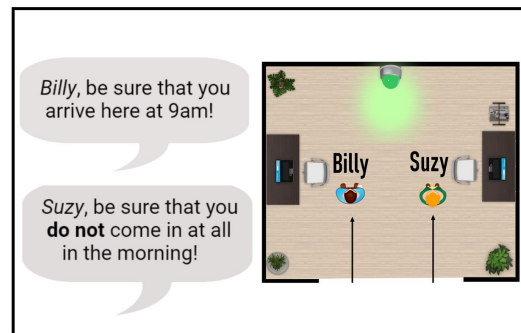 Billy, be sure that you
arrive here at 9am!
Suzy, be sure that you
do not come in at all
in the morning!
Billy
Suzy